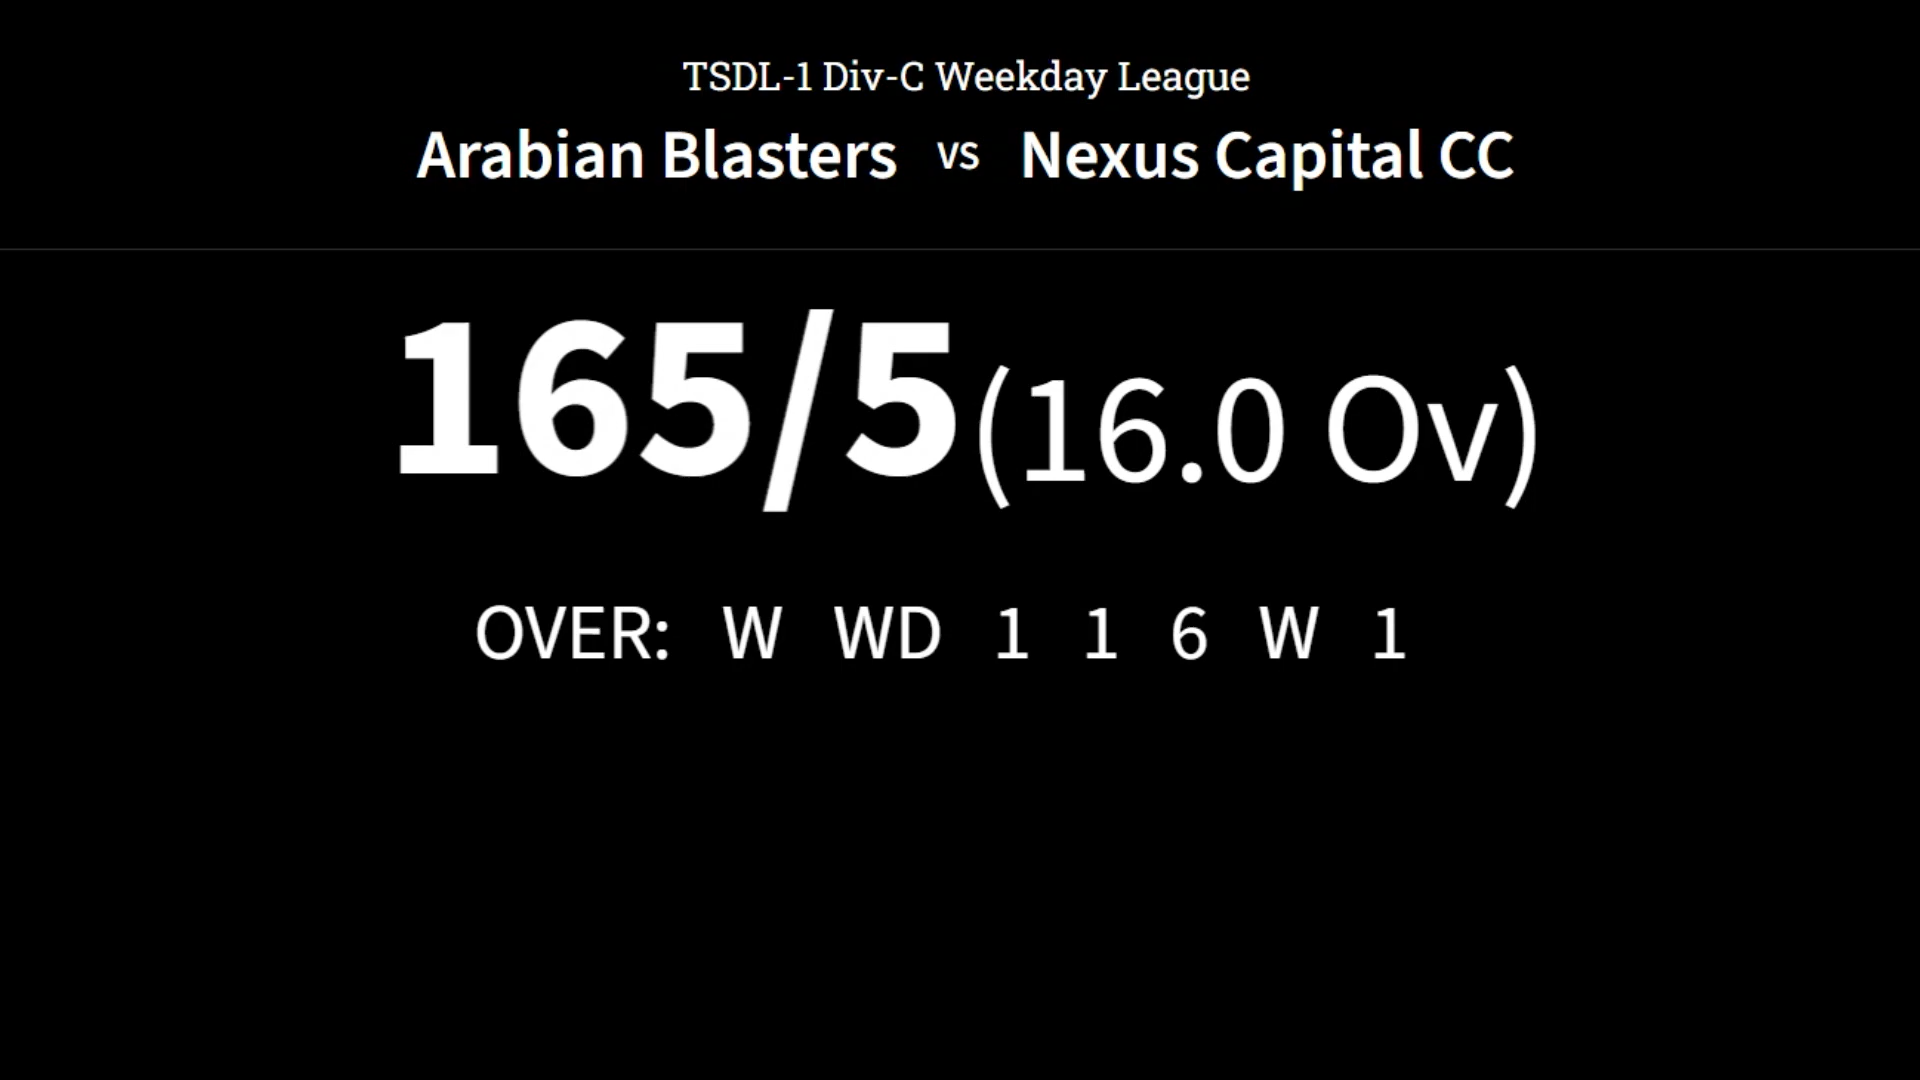 TSDL-1 Div-C Weekday League
Arabian Blasters vs Nexus Capital CC
165/5 (16.0 Ov)
OVER: W WD 1 1 6 W 1